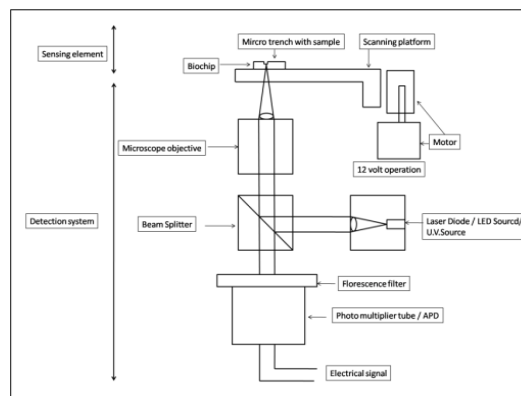 Mircro trench with sample
Scanning platform
Sensing element
Biochip
Motor
Microscope objective
12 volt operation
Detection system
Beam Splitter
Laser Diode / LED Sourcd/
U.V.Source
Florescence filter
Photo multiplier tube / APD
Electrical signal